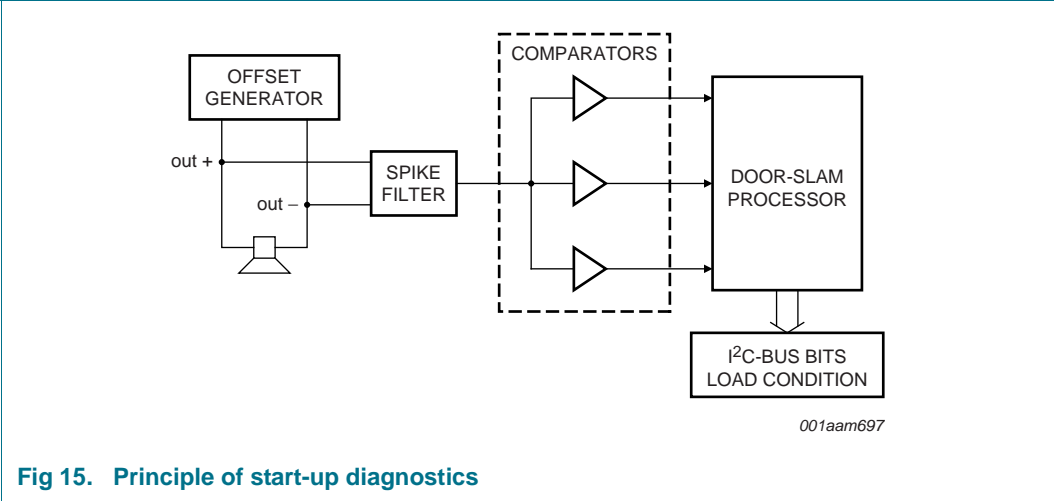 OFFSET
GENERATOR
COMPARATORS
out +
SPIKE
FILTER
out −
DOOR-SLAM
PROCESSOR
I²C-BUS BITS
LOAD CONDITION
001aam697
Fig 15. Principle of start-up diagnostics